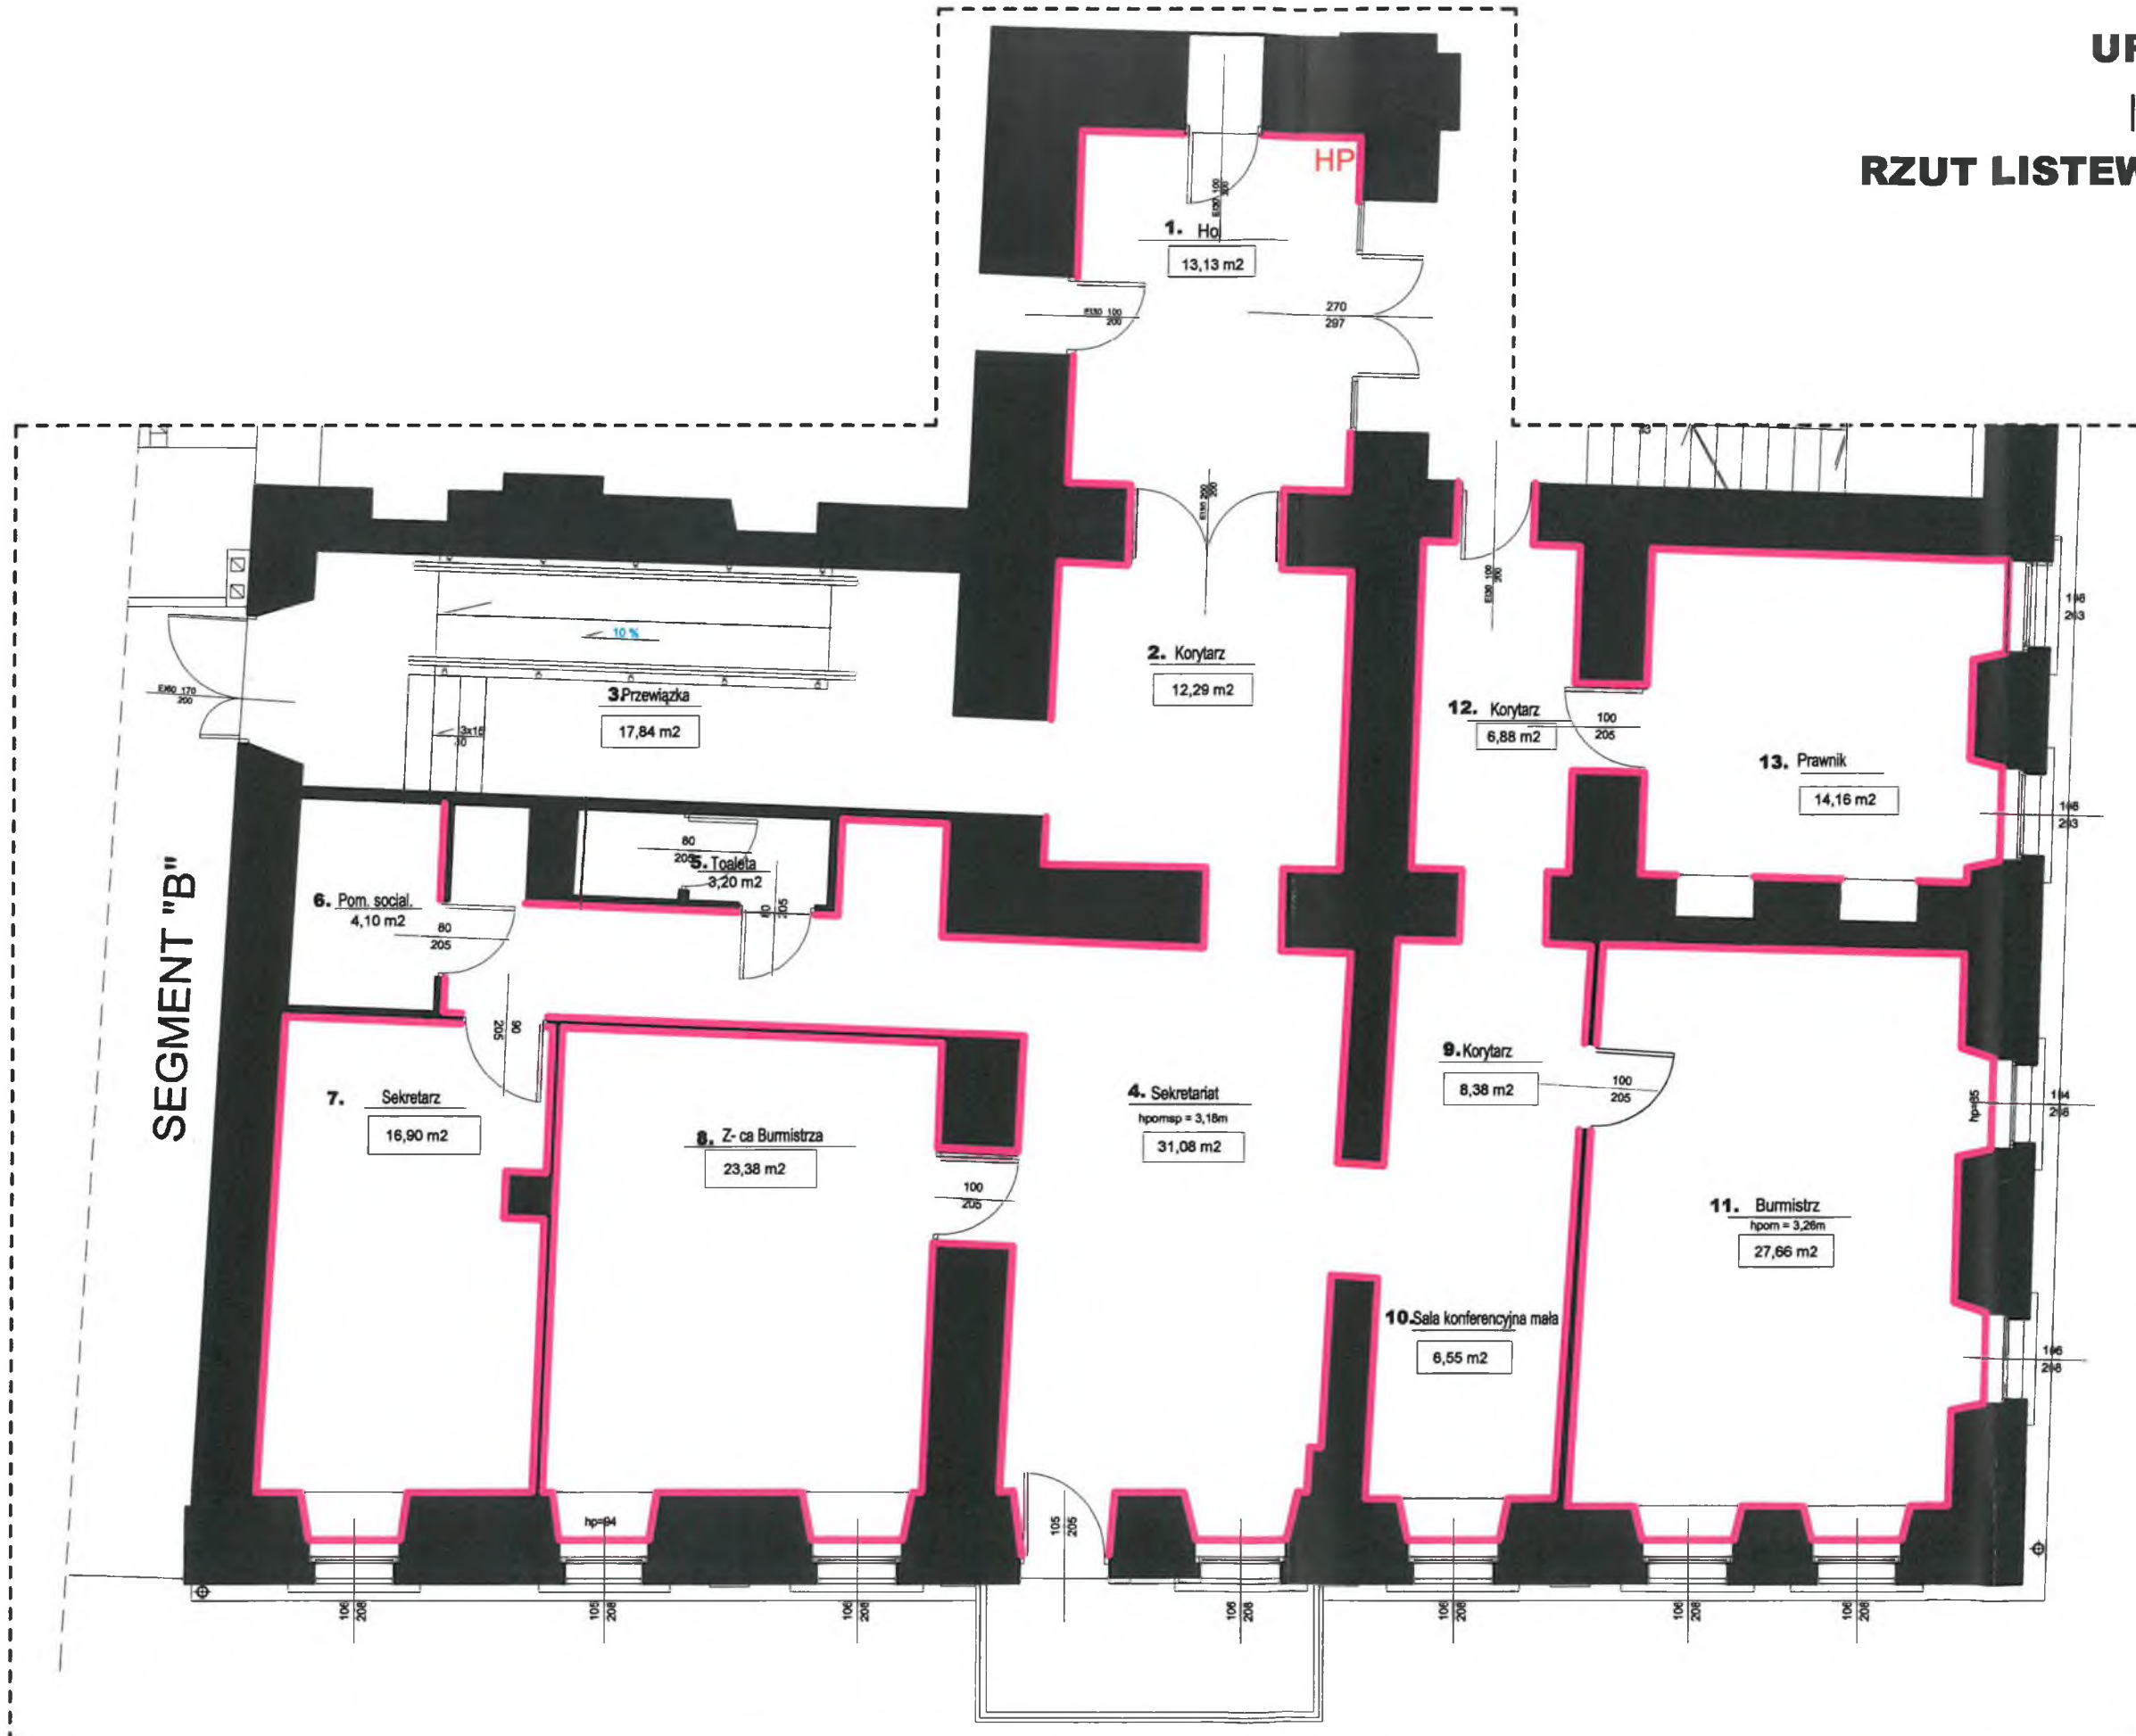 RZUT LISTEW
HP
EI30 100
200
1. Hol
13,13 m2
EI30 100
200
270
297
EI30 200
200
EI30 100
200
SEGMENT "B"
10 %
EI60 170
200
3x16
30
3.Przewiązka
17,84 m2
2. Korytarz
12,29 m2
12. Korytarz
6,88 m2
100
205
13. Prawnik
14,16 m2
80
205
5. Toaleta
3,20 m2
80
205
6. Pom. socjal.
4,10 m2
80
205
90
205
7. Sekretarz
16,90 m2
8. Z- ca Burmistrza
23,38 m2
100
205
4. Sekretariat
hpomsp = 3,18m
31,08 m2
9.Korytarz
8,38 m2
100
205
hp=85
11. Burmistrz
hpom = 3,26m
27,66 m2
10.Sala konferencyjna mała
6,55 m2
hp=94
105
205
106
208
105
208
106
208
106
208
106
208
106
208
106
208